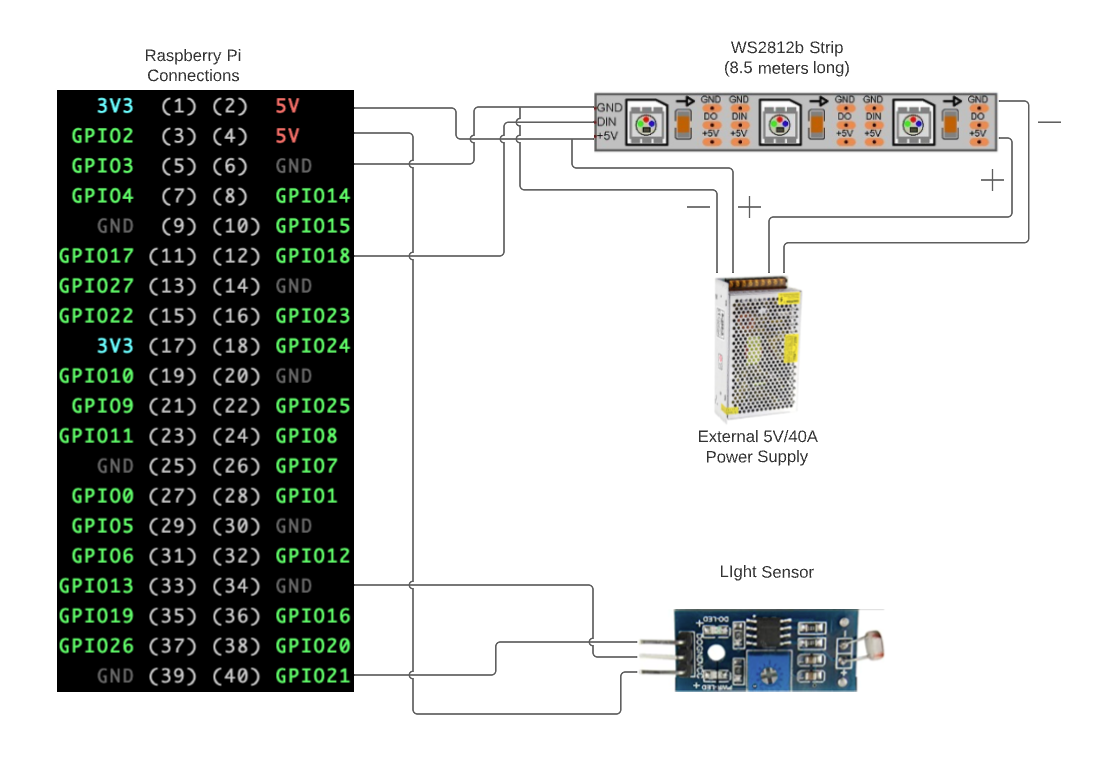 Raspberry Pi
Connections
WS2812b Strip
(8.5 meters long)
3V3 (1) (2) 5V
GPIO2 (3) (4) 5V
GPIO3 (5) (6) GND
GPIO4 (7) (8) GPIO14
GND (9) (10) GPIO15
GPIO17 (11) (12) GPIO18
GPIO27 (13) (14) GND
GPIO22 (15) (16) GPIO23
3V3 (17) (18) GPIO24
GPIO10 (19) (20) GND
GPIO9 (21) (22) GPIO25
GPIO11 (23) (24) GPIO8
GND (25) (26) GPIO7
GPIO0 (27) (28) GPIO1
GPIO5 (29) (30) GND
GPIO6 (31) (32) GPIO12
GPIO13 (33) (34) GND
GPIO19 (35) (36) GPIO16
GPIO26 (37) (38) GPIO20
GND (39) (40) GPIO21
GND GND GND GND GND GND
DIN DO DIN DO DIN DO
+5V +5V +5V +5V +5V +5V
—
+
— +
External 5V/40A
Power Supply
LIght Sensor
+ DO-LED
DO GND VCC
+ PWR-LED
+